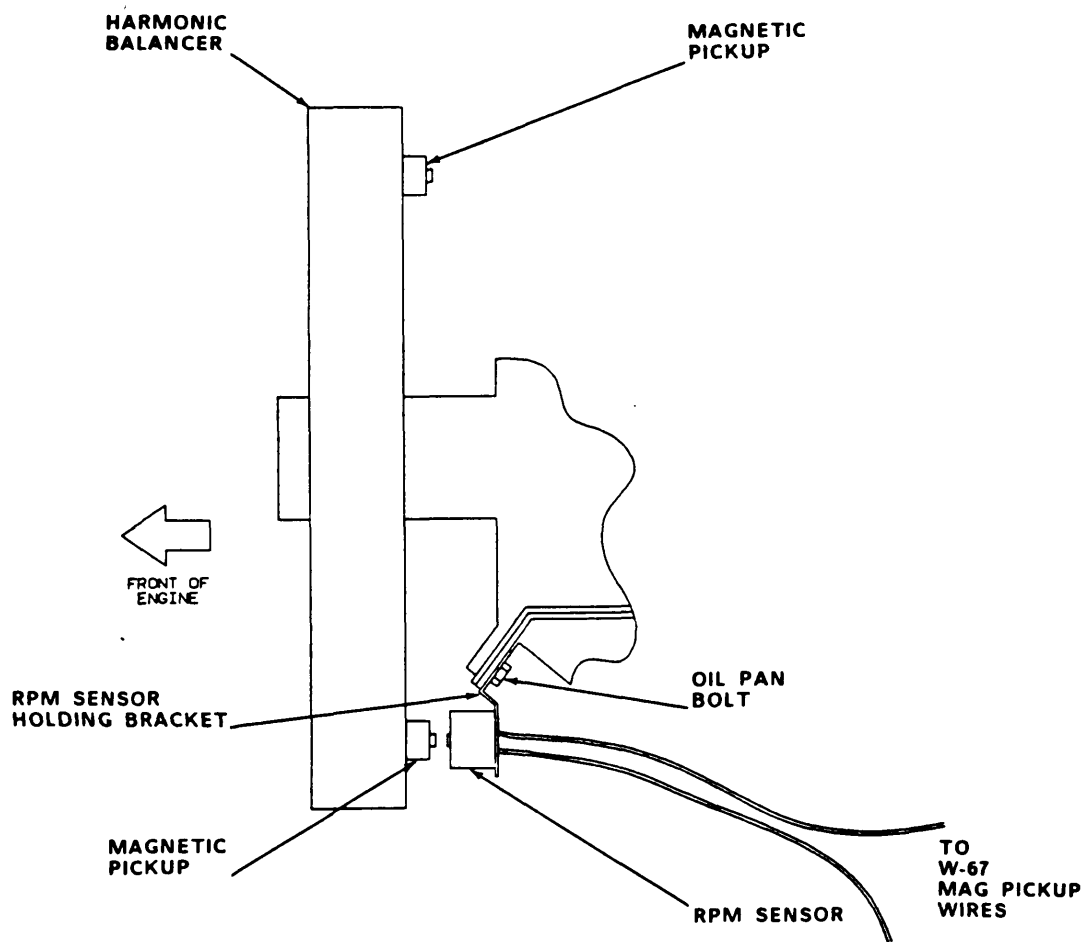 HARMONIC
BALANCER
MAGNETIC
PICKUP
FRONT OF
ENGINE
RPM SENSOR
HOLDING BRACKET
OIL PAN
BOLT
MAGNETIC
PICKUP
RPM SENSOR
TO
W-67
MAG PICKUP
WIRES